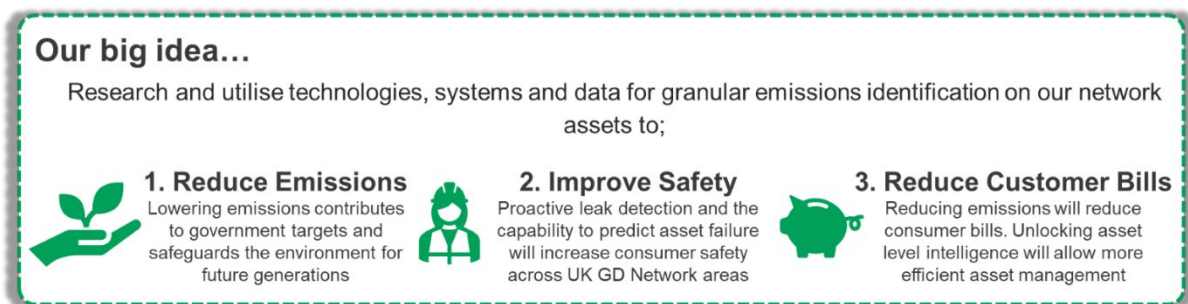 Our big idea…
Research and utilise technologies, systems and data for granular emissions identification on our network
assets to;
1. Reduce Emissions
Lowering emissions contributes
to government targets and
safeguards the environment for
future generations
2. Improve Safety
Proactive leak detection and the
capability to predict asset failure
will increase consumer safety
across UK GD Network areas
3. Reduce Customer Bills
Reducing emissions will reduce
consumer bills. Unlocking asset
level intelligence will allow more
efficient asset management